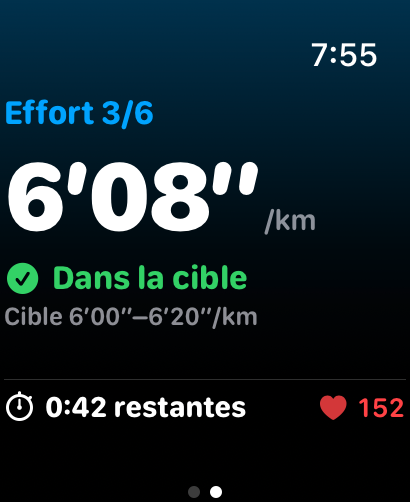 7:55
Effort 3/6
6′08″/km
Dans la cible
Cible 6′00″–6′20″/km
0:42 restantes 152